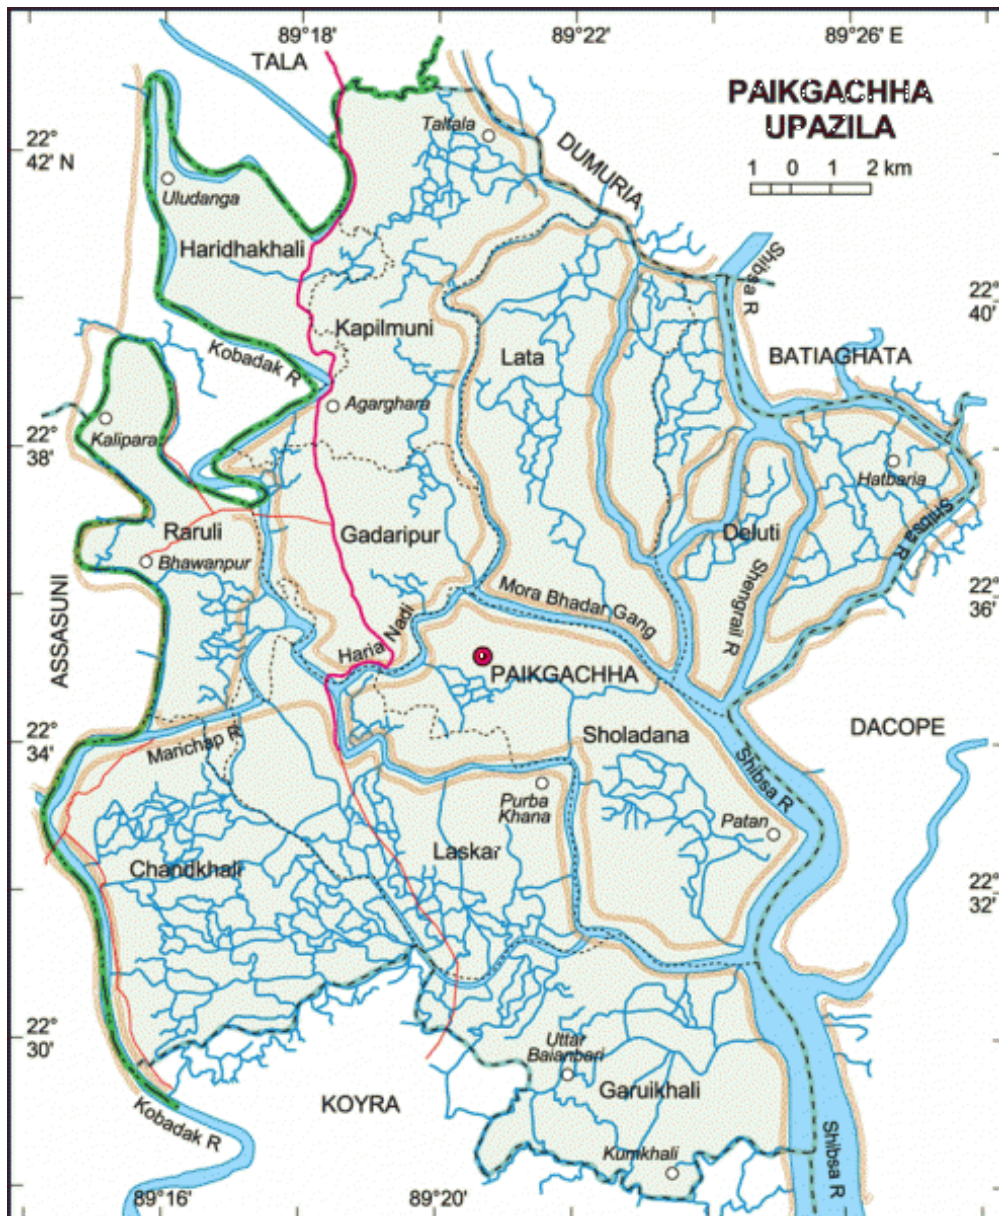 89°18'
89°22'
89°26' E
TALA
PAIKGACHHA
UPAZILA
1 0 1 2 km
22°
42' N
Taltala
DUMURIA
Uludanga
Haridhakhali
Shibsa R
22°
40'
Kapilmuni
Kobadak R
Lata
BATIAGHATA
Agarghara
Kalipara
22°
38'
Hatbaria
Raruli
Gadaripur
Deluti
Shibsa R
Bhawanpur
Mora Bhadar Gang
Shengrail R
22°
36'
ASSASUNI
Haria Nadi
PAIKGACHHA
22°
34'
Marichap R
Sholadana
DACOPE
Shibsa R
Purba
Khana
Patan
Chandkhali
Laskar
22°
32'
22°
30'
Uttar
Baianbari
Garuikhali
KOYRA
Kobadak R
Kumkhali
Shibsa R
89°16'
89°20'